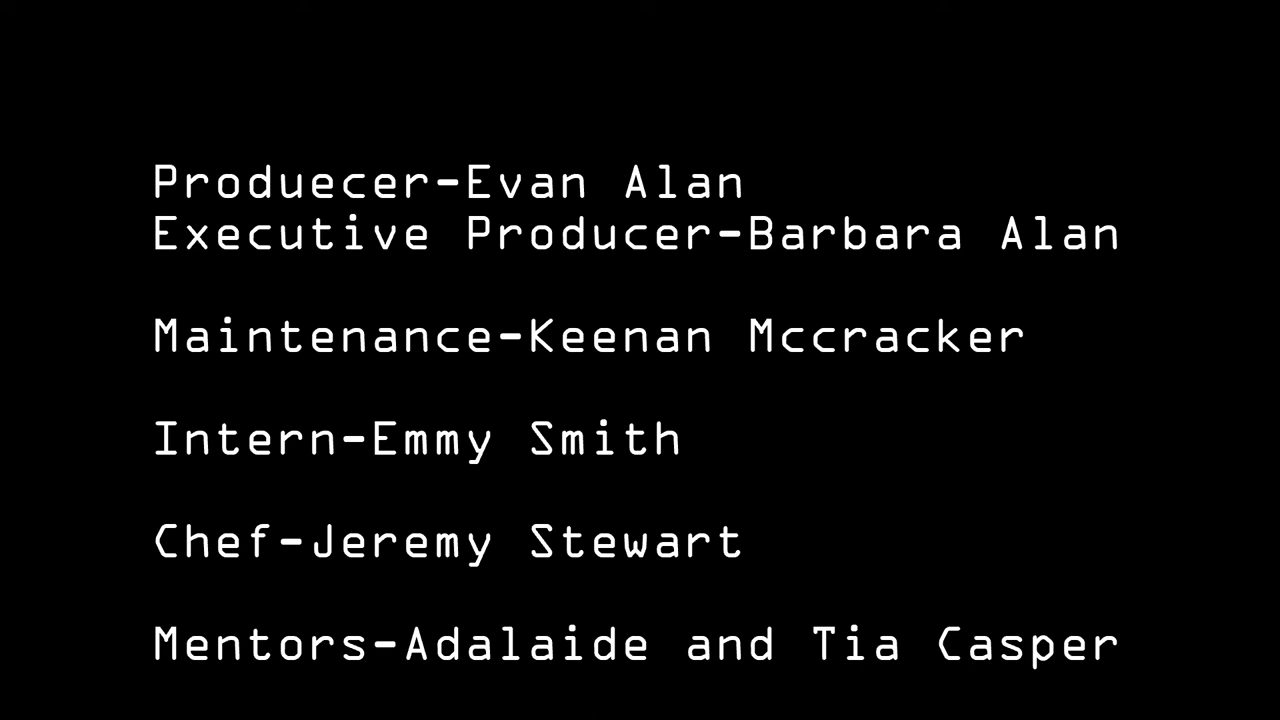 Produecer-Evan Alan
Executive Producer-Barbara Alan
Maintenance-Keenan Mccracker
Intern-Emmy Smith
Chef-Jeremy Stewart
Mentors-Adalaide and Tia Casper